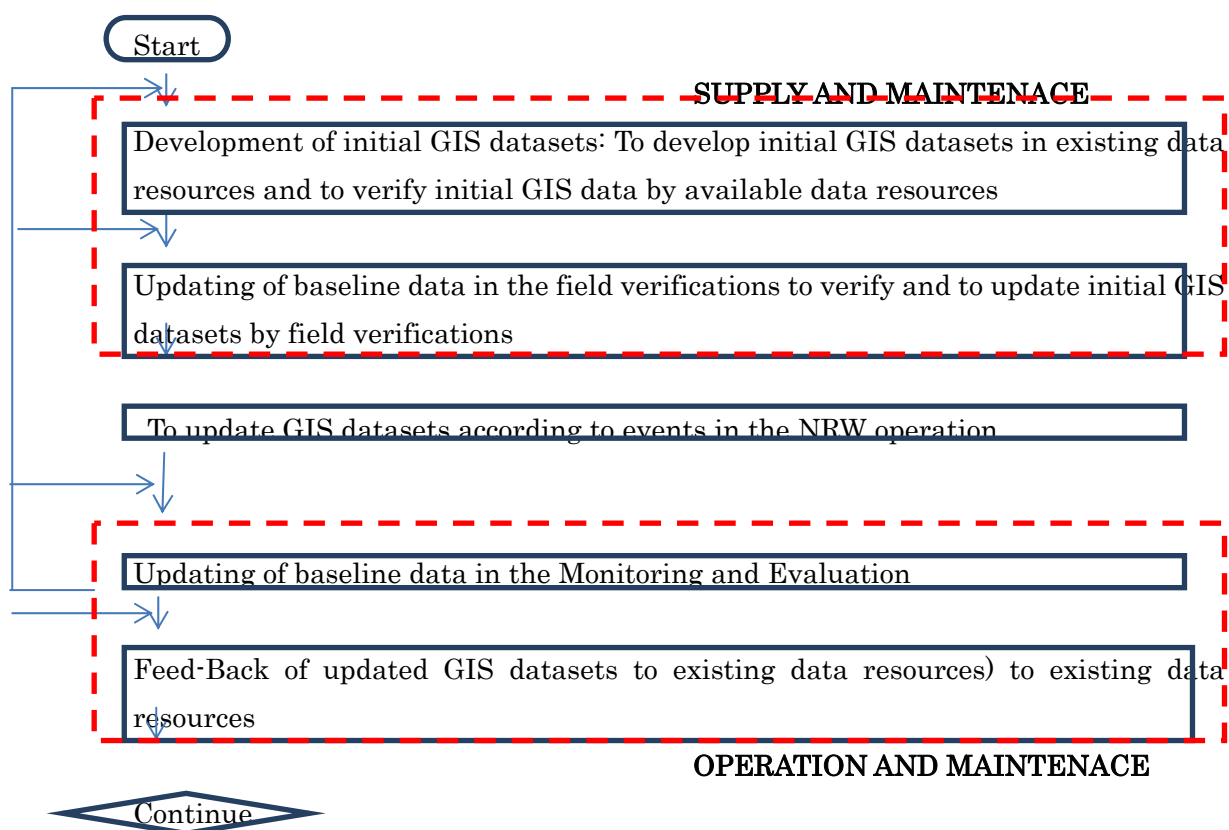 Start
SUPPLY AND MAINTENACE
Development of initial GIS datasets: To develop initial GIS datasets in existing data
resources and to verify initial GIS data by available data resources
Updating of baseline data in the field verifications to verify and to update initial GIS
datasets by field verifications
To update GIS datasets according to events in the NRW operation
Updating of baseline data in the Monitoring and Evaluation
Feed-Back of updated GIS datasets to existing data resources) to existing data
resources
OPERATION AND MAINTENACE
Continue